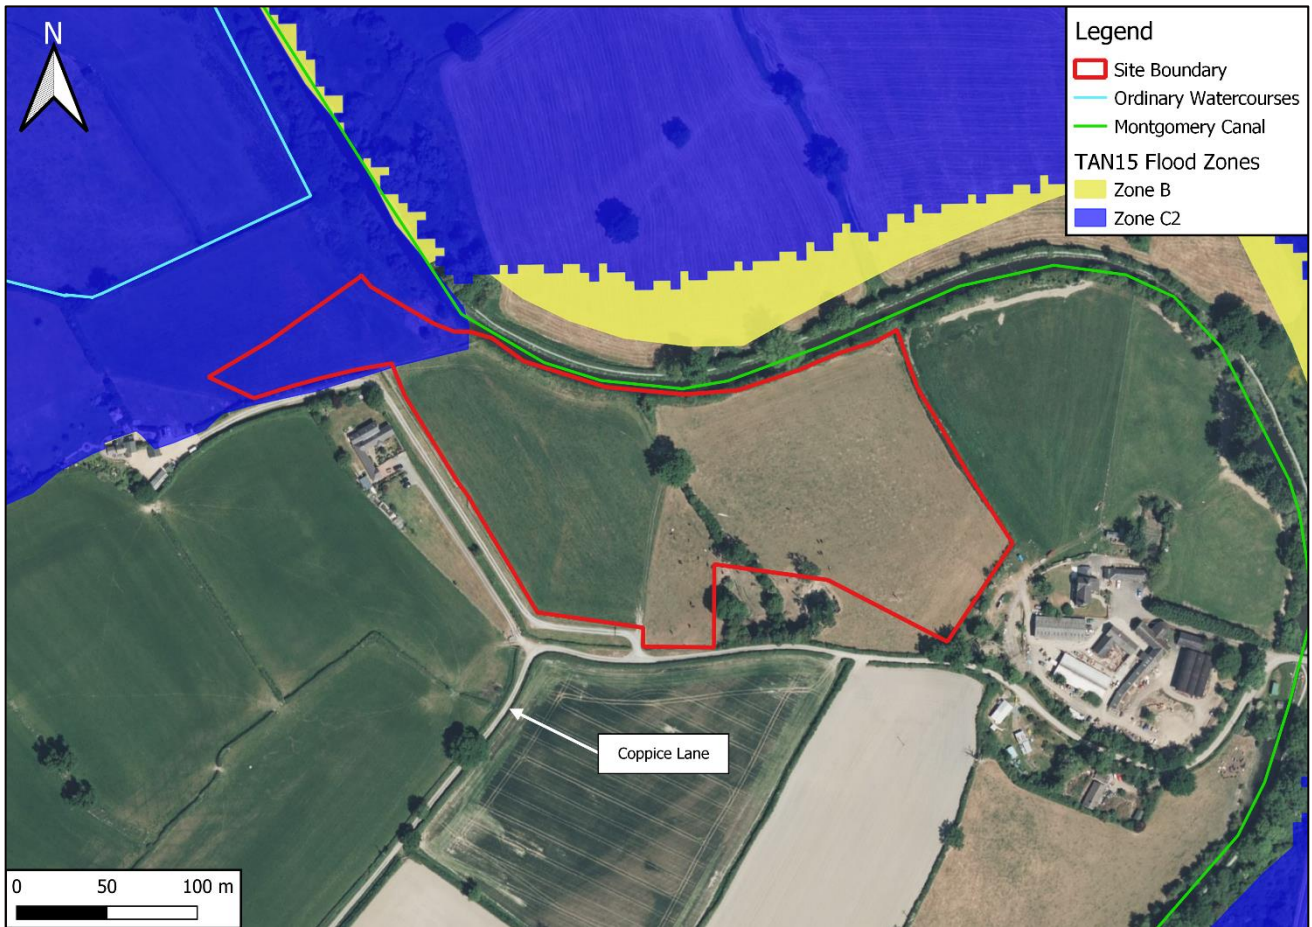 N
Legend
Site Boundary
Ordinary Watercourses
Montgomery Canal
TAN15 Flood Zones
Zone B
Zone C2
Coppice Lane
0 50 100 m